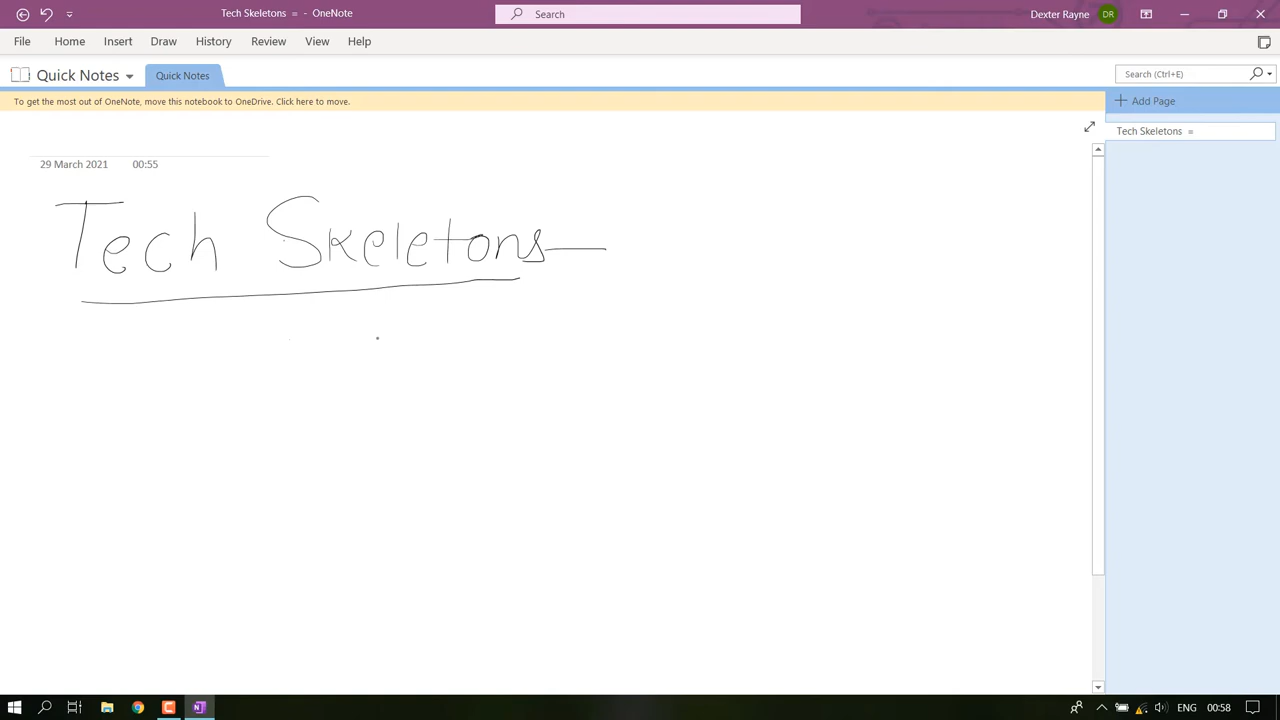 Tech Skeletons = - OneNote
Search
Dexter Rayne DR
File Home Insert Draw History Review View Help
Quick Notes Quick Notes
Search (Ctrl+E)
To get the most out of OneNote, move this notebook to OneDrive. Click here to move.
Add Page
Tech Skeletons =
29 March 2021 00:55
Tech Skeletons
ENG 00:58